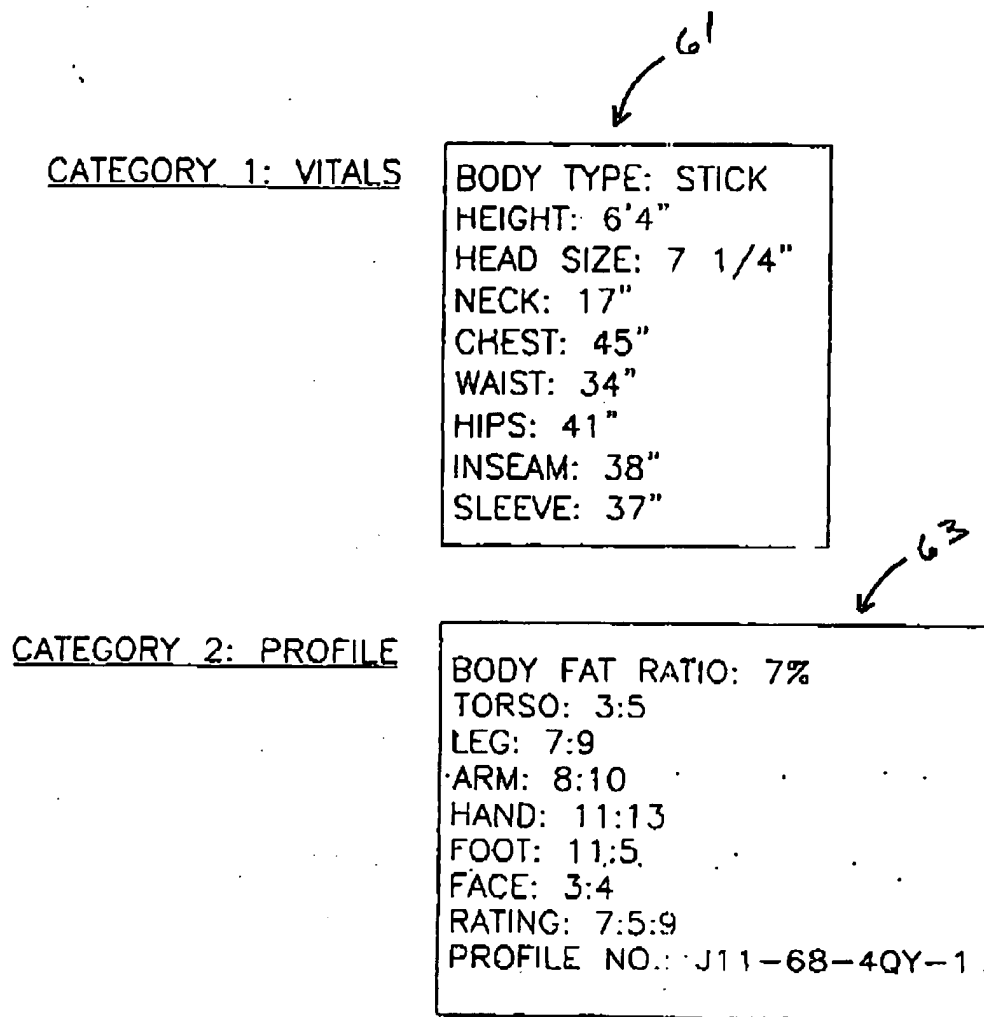 61
CATEGORY 1: VITALS
BODY TYPE: STICK
HEIGHT: 6'4"
HEAD SIZE: 7 1/4"
NECK: 17"
CHEST: 45"
WAIST: 34"
HIPS: 41"
INSEAM: 38"
SLEEVE: 37"
63
CATEGORY 2: PROFILE
BODY FAT RATIO: 7%
TORSO: 3:5
LEG: 7:9
ARM: 8:10
HAND: 11:13
FOOT: 11:5
FACE: 3:4
RATING: 7:5:9
PROFILE NO.: J11-68-4QY-1